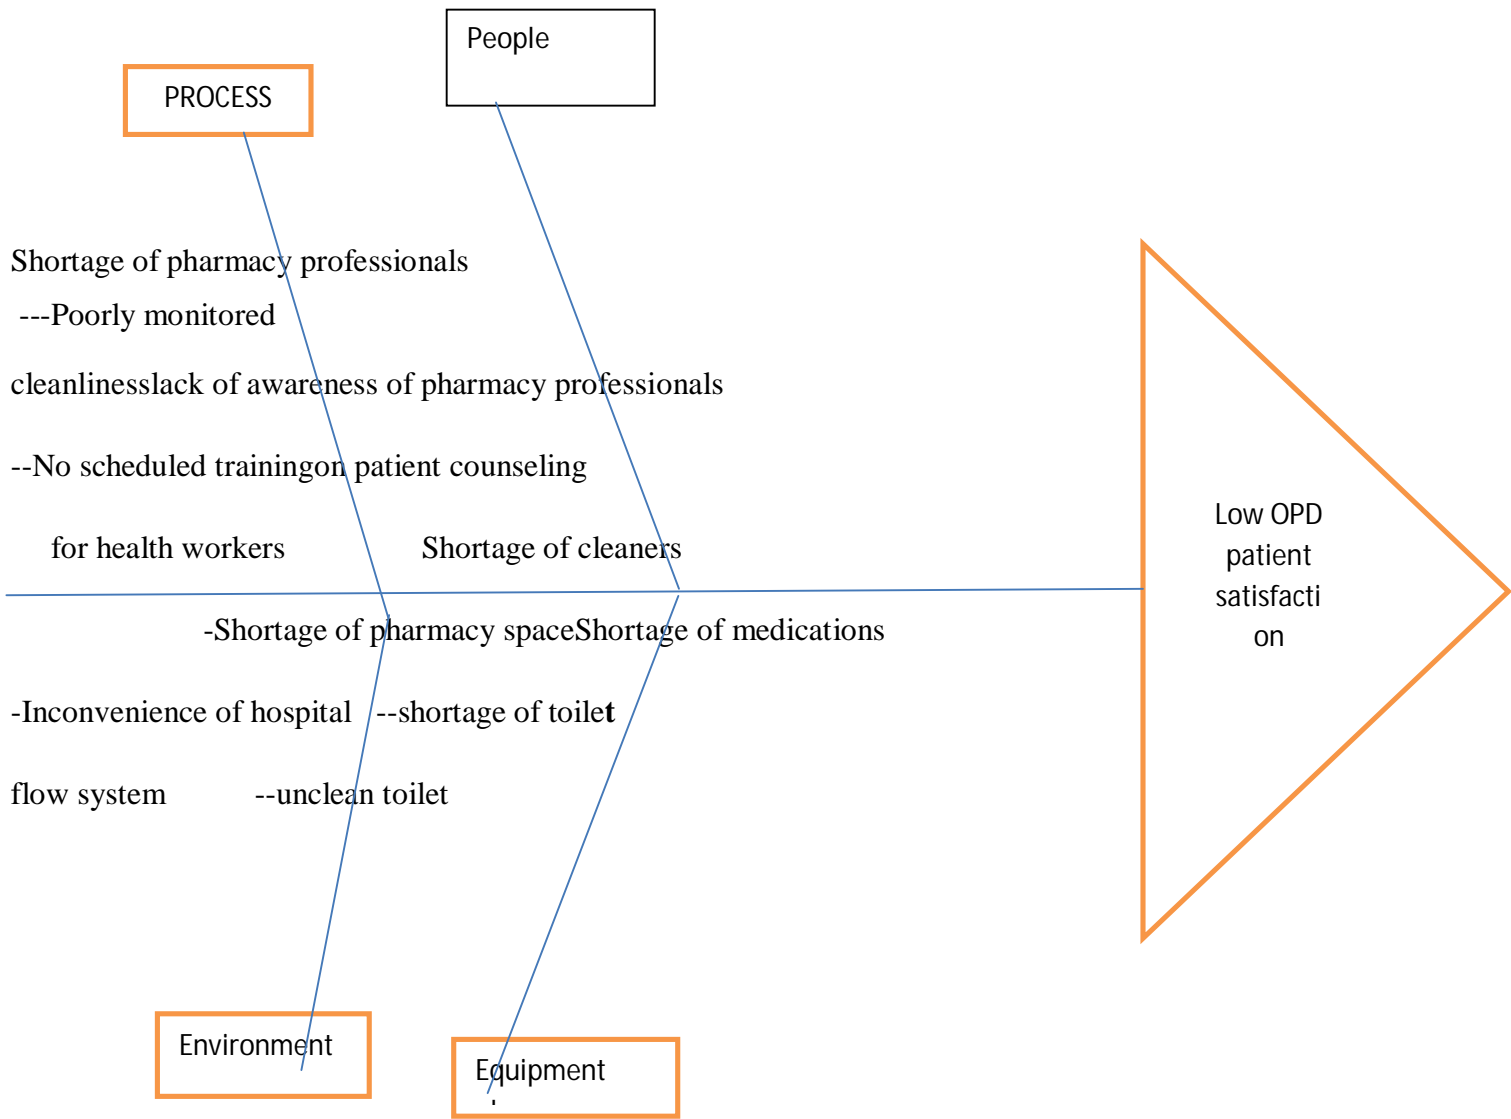 People
PROCESS
Shortage of pharmacy professionals
---Poorly monitored
cleanlinesslack of awareness of pharmacy professionals
--No scheduled trainingon patient counseling
for health workers Shortage of cleaners
-Shortage of pharmacy spaceShortage of medications
-Inconvenience of hospital --shortage of toilet
flow system --unclean toilet
Low OPD
patient
satisfacti
on
Environment
Equipment